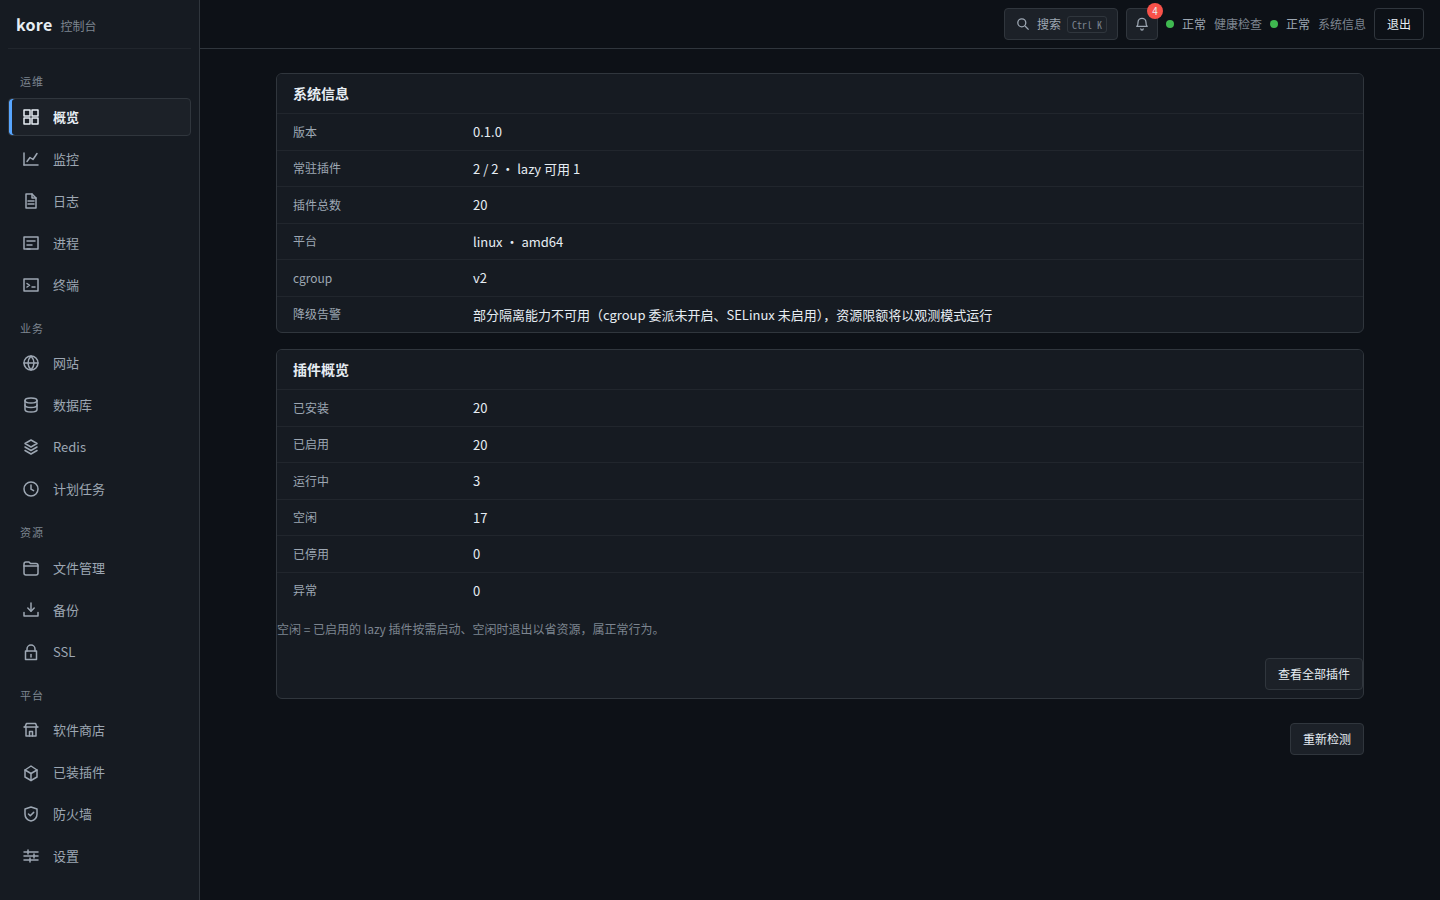 kore 控制台
搜索 Ctrl K 4 正常 健康检查 正常 系统信息 退出
运维
概览
监控
日志
进程
终端
业务
网站
数据库
Redis
计划任务
资源
文件管理
备份
SSL
平台
软件商店
已装插件
防火墙
设置
系统信息
版本 0.1.0
常驻插件 2 / 2 · lazy 可用 1
插件总数 20
平台 linux · amd64
cgroup v2
降级告警 部分隔离能力不可用（cgroup 委派未开启、SELinux 未启用），资源限额将以观测模式运行
插件概览
已安装 20
已启用 20
运行中 3
空闲 17
已停用 0
异常 0
空闲 = 已启用的 lazy 插件按需启动、空闲时退出以省资源，属正常行为。
查看全部插件
重新检测